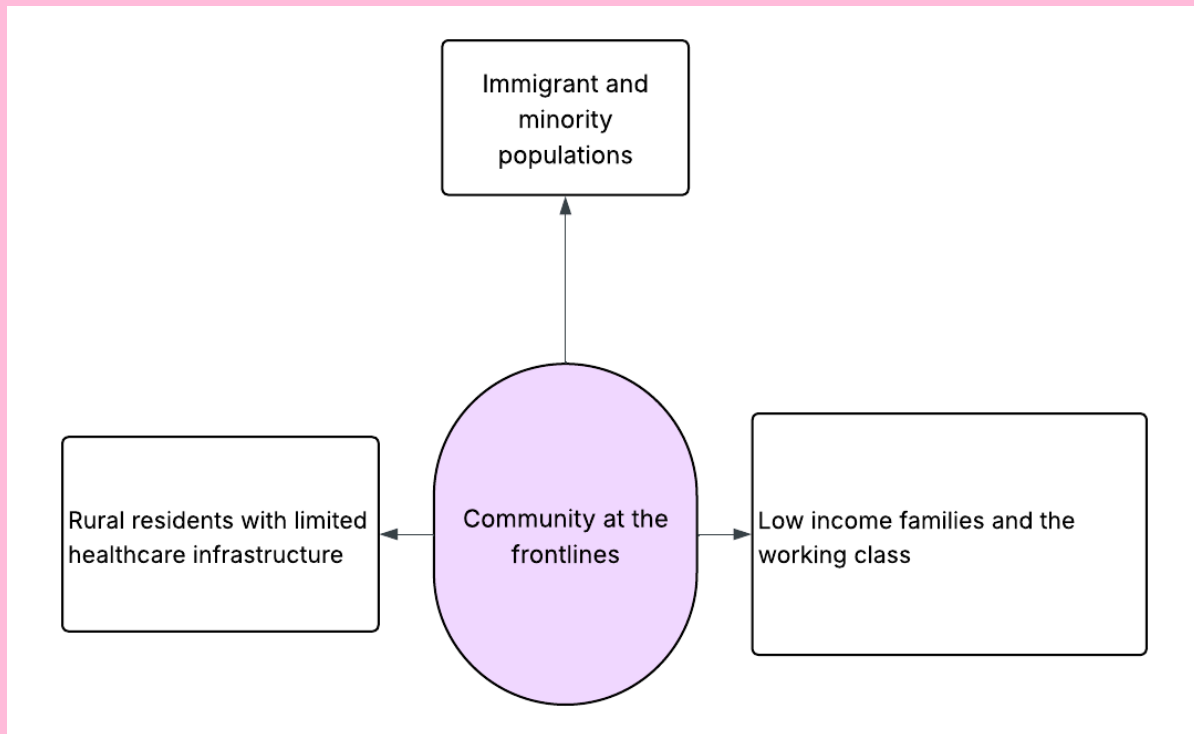 Immigrant and
minority
populations
Rural residents with limited
healthcare infrastructure
Community at the
frontlines
Low income families and the
working class